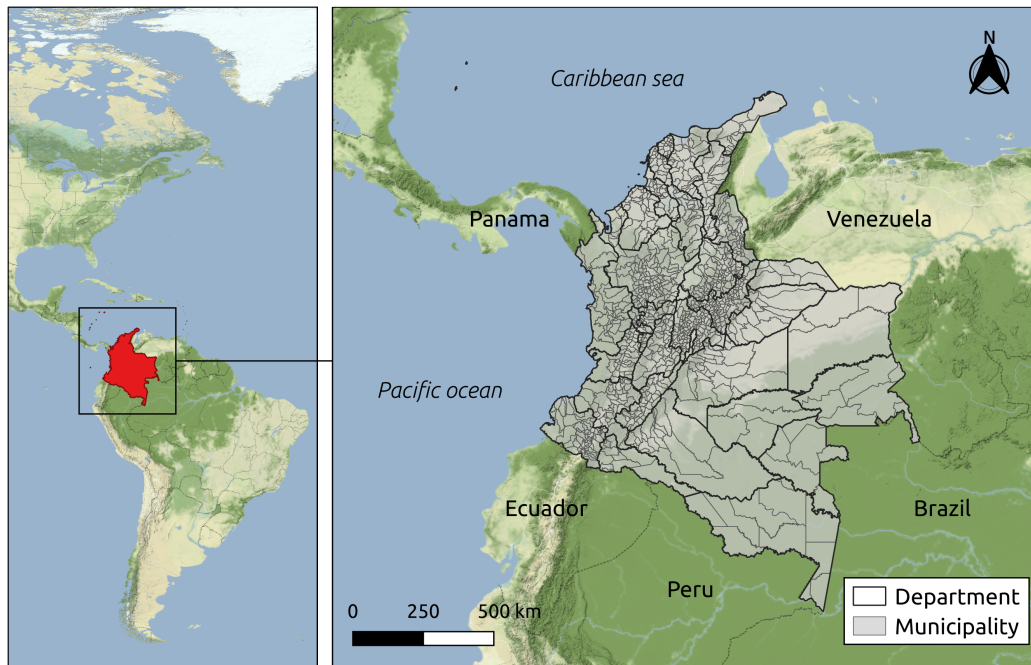 N
Caribbean sea
Panama
Venezuela
Pacific ocean
Ecuador
Brazil
Peru
0 250 500 km
Department
Municipality